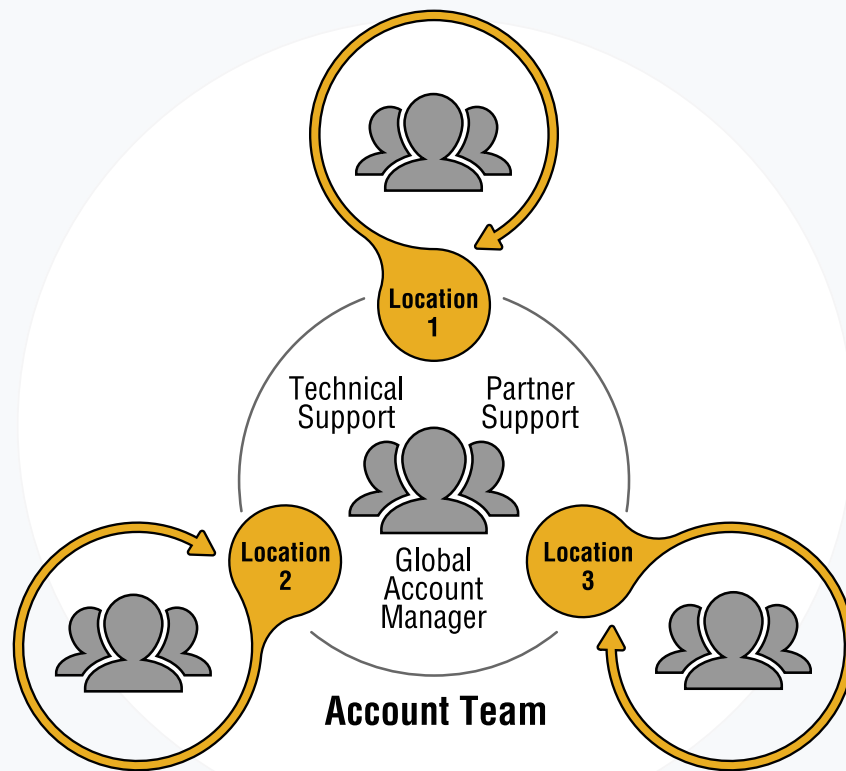 Location
1
Technical
Support
Partner
Support
Location
2
Global
Account
Manager
Location
3
Account Team